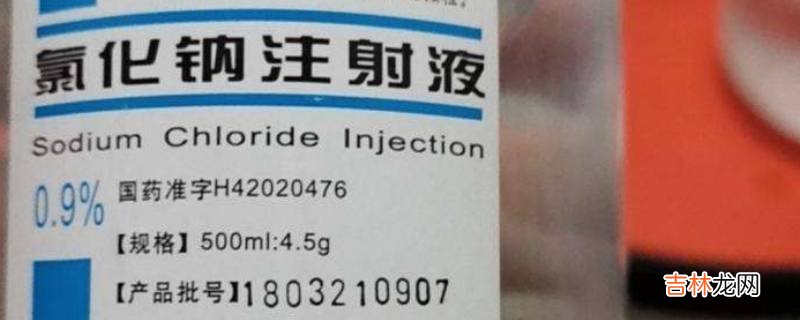 氯化钠注射液
Sodium Chloride Injection
0.9% 国药准字H42020476
【规格】500ml:4.5g
【产品批号】1803210907
吉林龙网